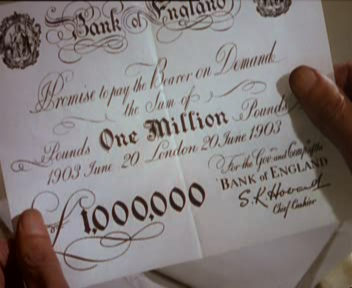 Bank of England
Promise to pay the Bearer on Demand
the Sum of
Pounds One Million Pounds
1903 June 20 London 20 June 1903
For the Gov. and Comp. of the
BANK of ENGLAND
Chief Cashier
£1,000,000